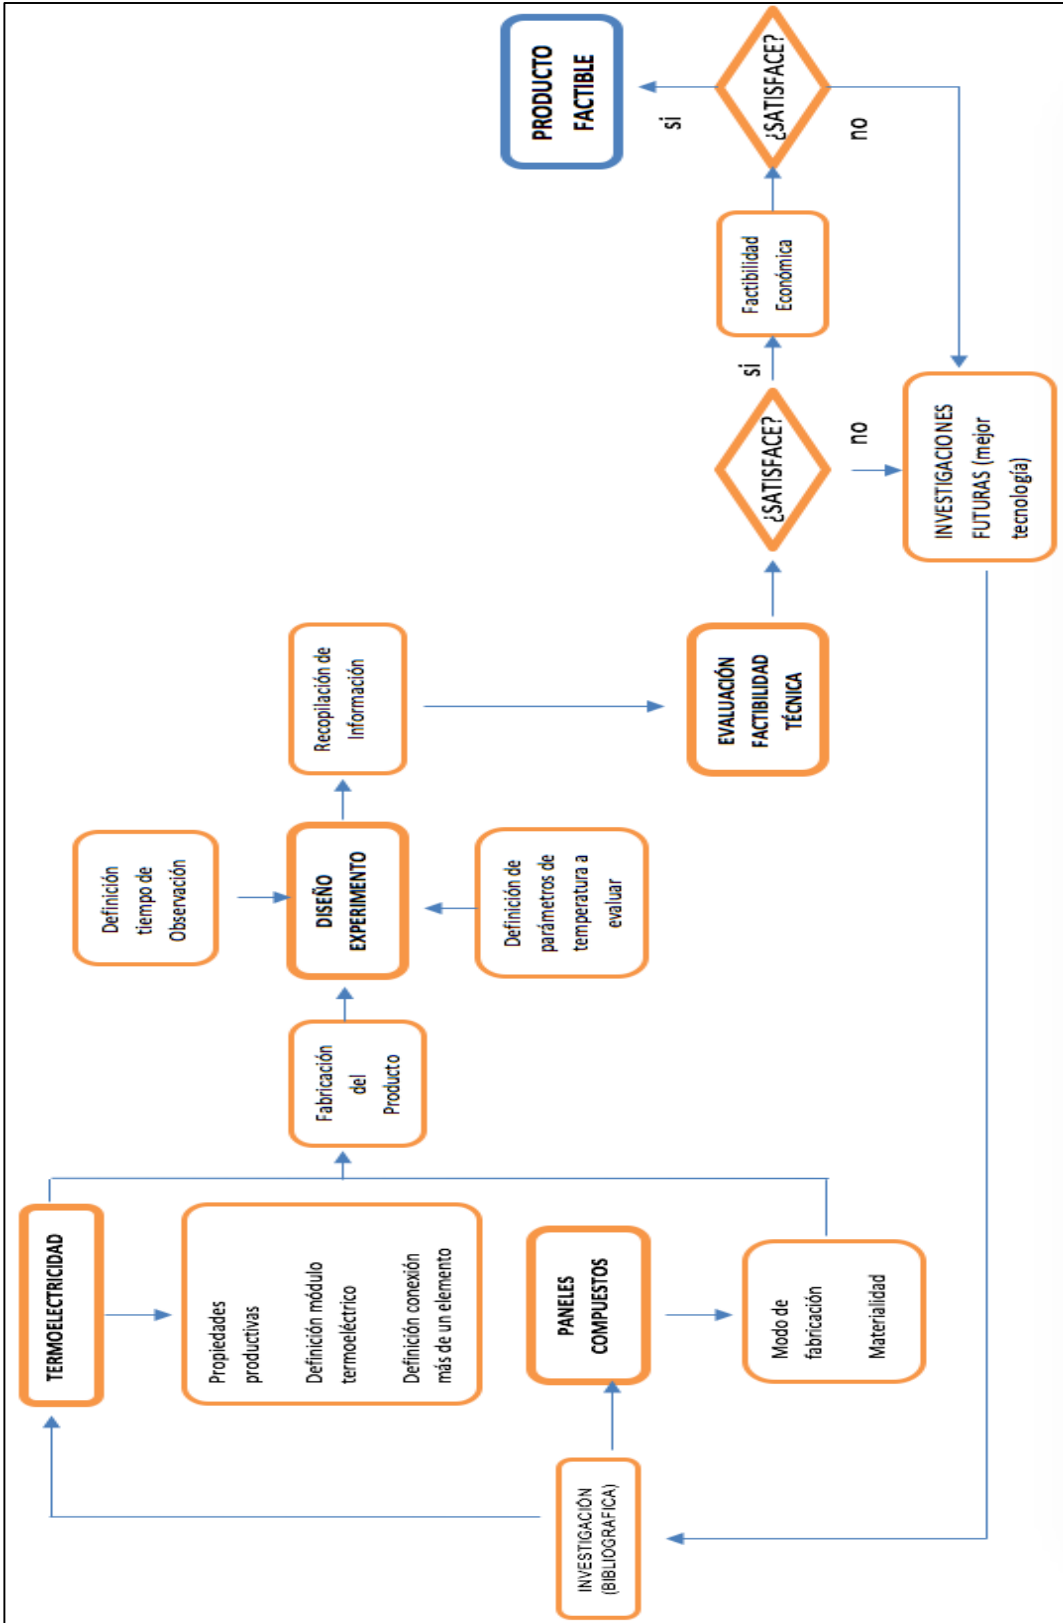 INVESTIGACIÓN
(BIBLIOGRAFICA)
TERMOELECTRICIDAD
Propiedades
productivas
Definición módulo
termoeléctrico
Definición conexión
más de un elemento
PANELES
COMPUESTOS
Modo de
fabricación
Materialidad
Fabricación
del
Producto
Definición
tiempo de
Observación
DISEÑO
EXPERIMENTO
Definición de
parámetros de
temperatura a
evaluar
Recopilación de
Información
EVALUACIÓN
FACTIBILIDAD
TÉCNICA
¿SATISFACE?
si
no
INVESTIGACIONES
FUTURAS (mejor
tecnología)
Factibilidad
Económica
¿SATISFACE?
si
no
PRODUCTO
FACTIBLE